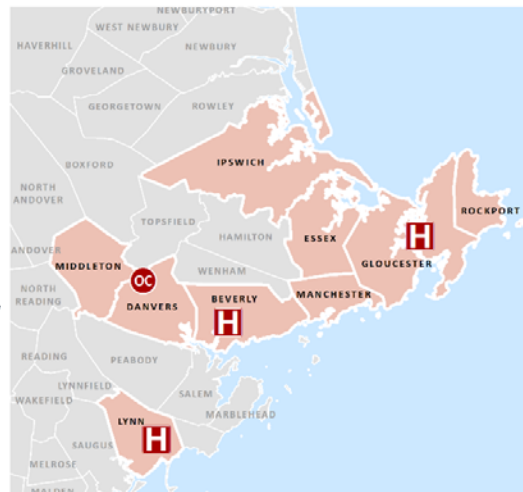 NEWBURYPORT
WEST NEWBURY
HAVERHILL
NEWBURY
GROVELAND
GEORGETOWN
ROWLEY
IPSWICH
BOXFORD
NORTH
ANDOVER
ROCKPORT
TOPSFIELD
HAMILTON
ESSEX
H
GLOUCESTER
ANDOVER
MIDDLETON
WENHAM
OC
NORTH
READING
DANVERS
BEVERLY
MANCHESTER
H
READING
PEABODY
LYNNFIELD
SALEM
WAKEFIELD
MARBLEHEAD
LYNN
H
SAUGUS
MELROSE
MALDEN